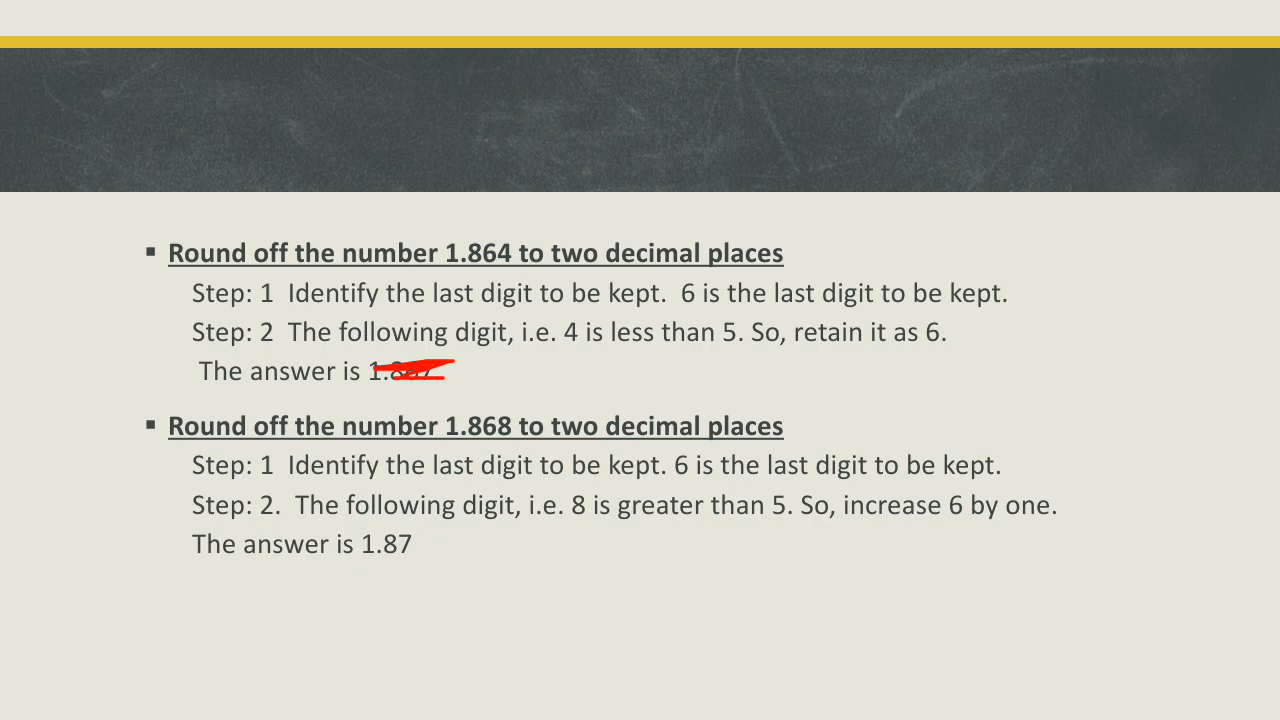 ▪ Round off the number 1.864 to two decimal places
Step: 1 Identify the last digit to be kept. 6 is the last digit to be kept.
Step: 2 The following digit, i.e. 4 is less than 5. So, retain it as 6.
The answer is
▪ Round off the number 1.868 to two decimal places
Step: 1 Identify the last digit to be kept. 6 is the last digit to be kept.
Step: 2. The following digit, i.e. 8 is greater than 5. So, increase 6 by one.
The answer is 1.87